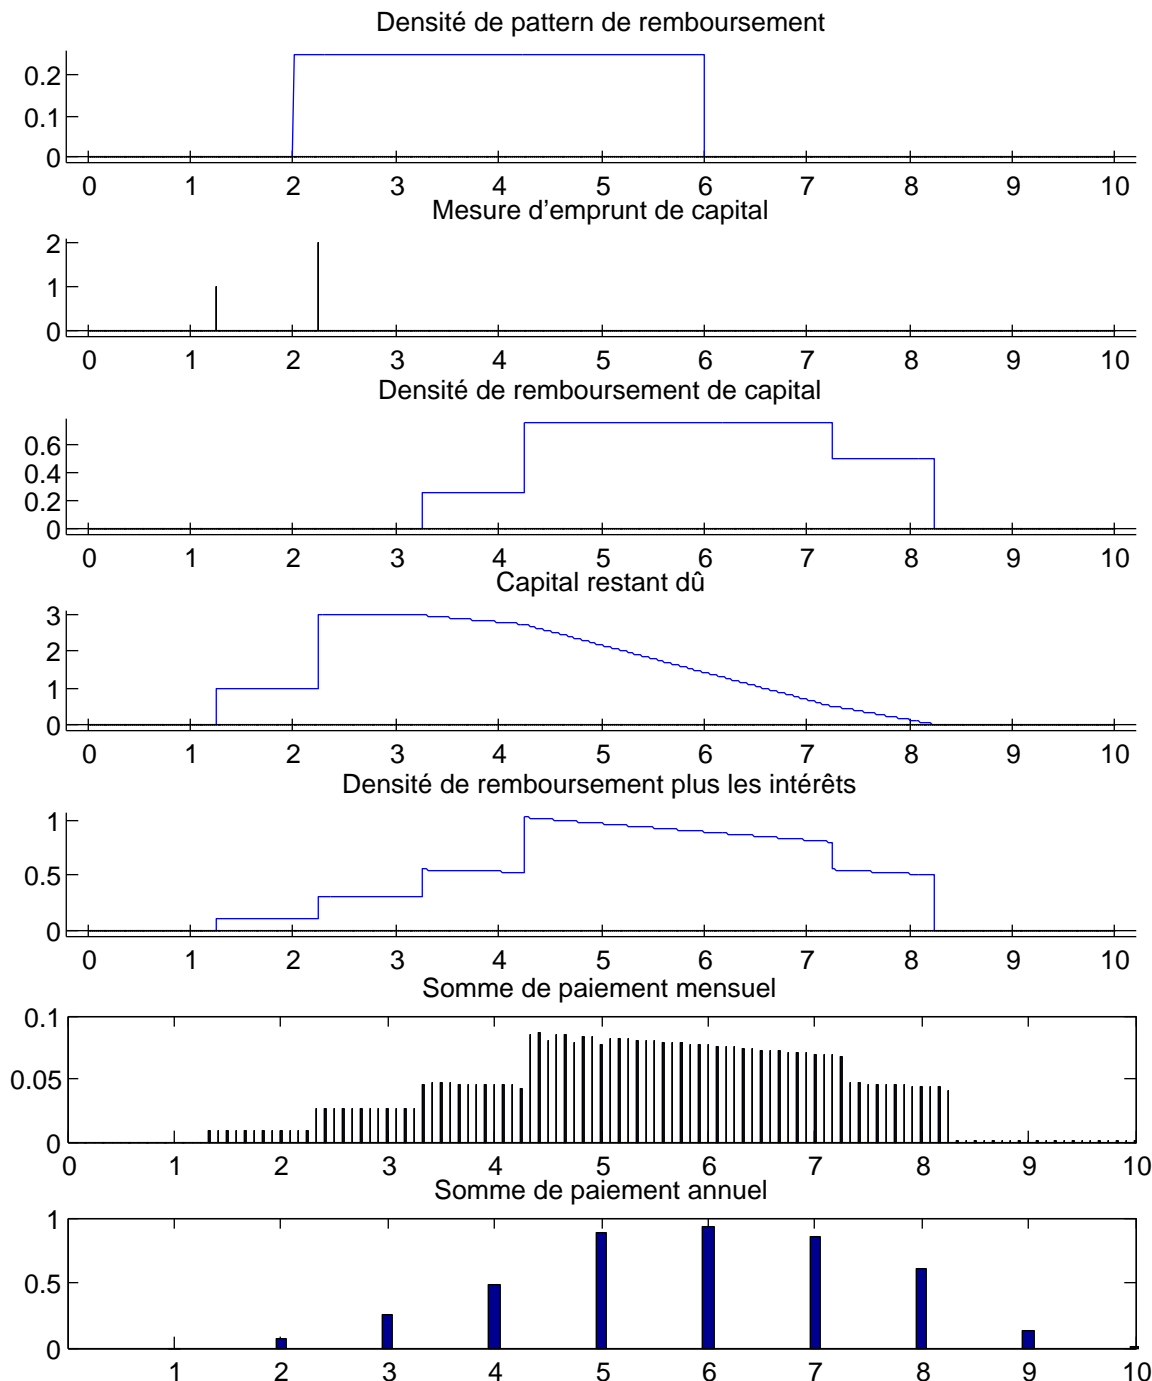 Densité de pattern de remboursement
0.2
0.1
0
0 1 2 3 4 5 6 7 8 9 10
Mesure d'emprunt de capital
2
1
0
0 1 2 3 4 5 6 7 8 9 10
Densité de remboursement de capital
0.6
0.4
0.2
0
0 1 2 3 4 5 6 7 8 9 10
Capital restant dû
3
2
1
0
0 1 2 3 4 5 6 7 8 9 10
Densité de remboursement plus les intérêts
1
0.5
0
0 1 2 3 4 5 6 7 8 9 10
Somme de paiement mensuel
0.1
0.05
0
0 1 2 3 4 5 6 7 8 9 10
Somme de paiement annuel
1
0.5
0
1 2 3 4 5 6 7 8 9 10